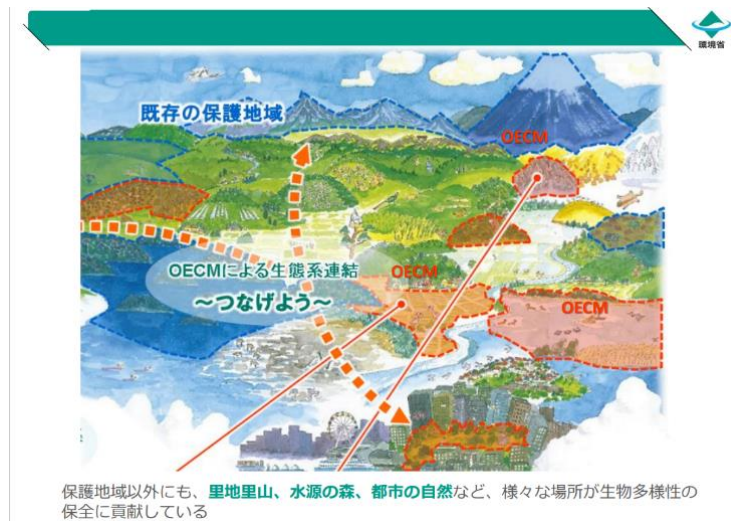 環境省
既存の保護地域
OECM
OECMによる生態系連結
～つなげよう～
OECM
OECM
保護地域以外にも、里地里山、水源の森、都市の自然など、様々な場所が生物多様性の
保全に貢献している